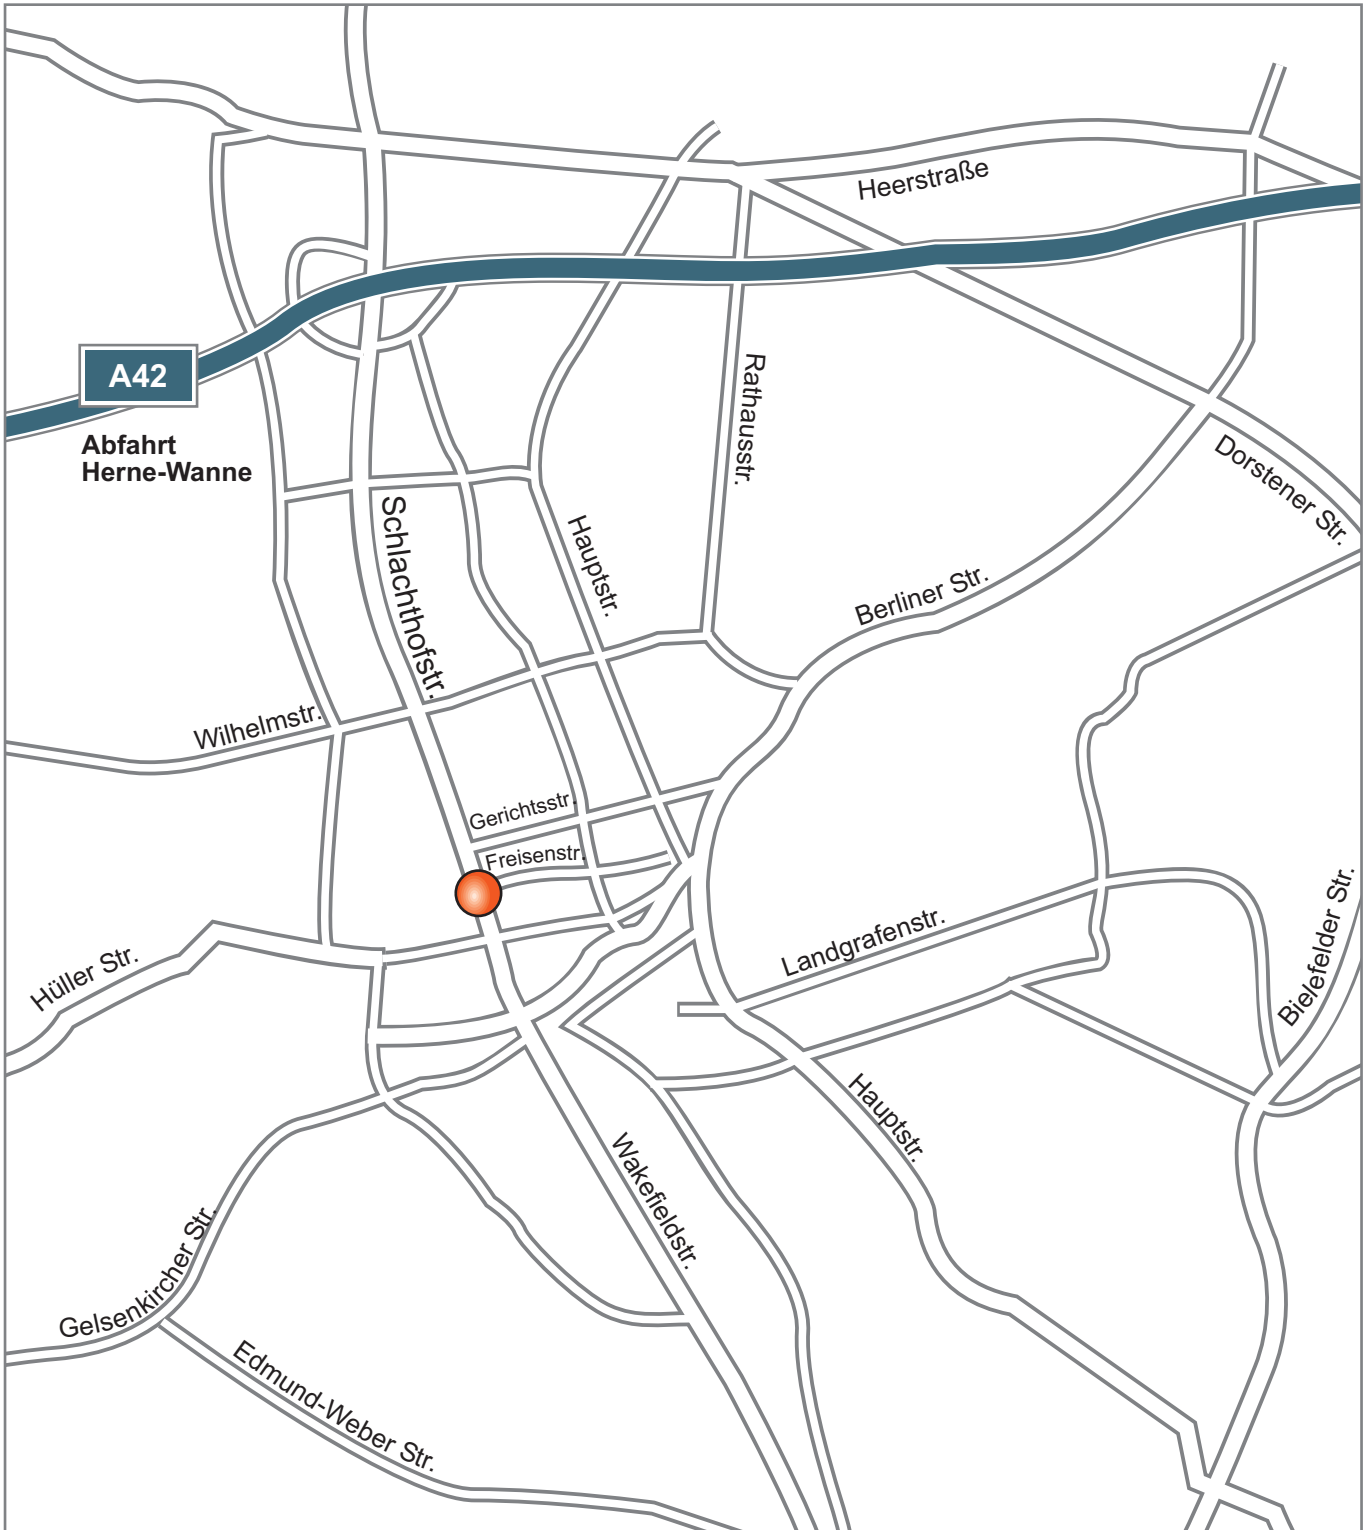 Heerstraße
A42
Abfahrt
Herne-Wanne
Rathausstr.
Dorstener Str.
Schlachthofstr.
Hauptstr.
Berliner Str.
Wilhelmstr.
Gerichtsstr.
Freisenstr.
Hüller Str.
Landgrafenstr.
Bielefelder Str.
Hauptstr.
Wakefieldstr.
Gelsenkircher Str.
Edmund-Weber Str.